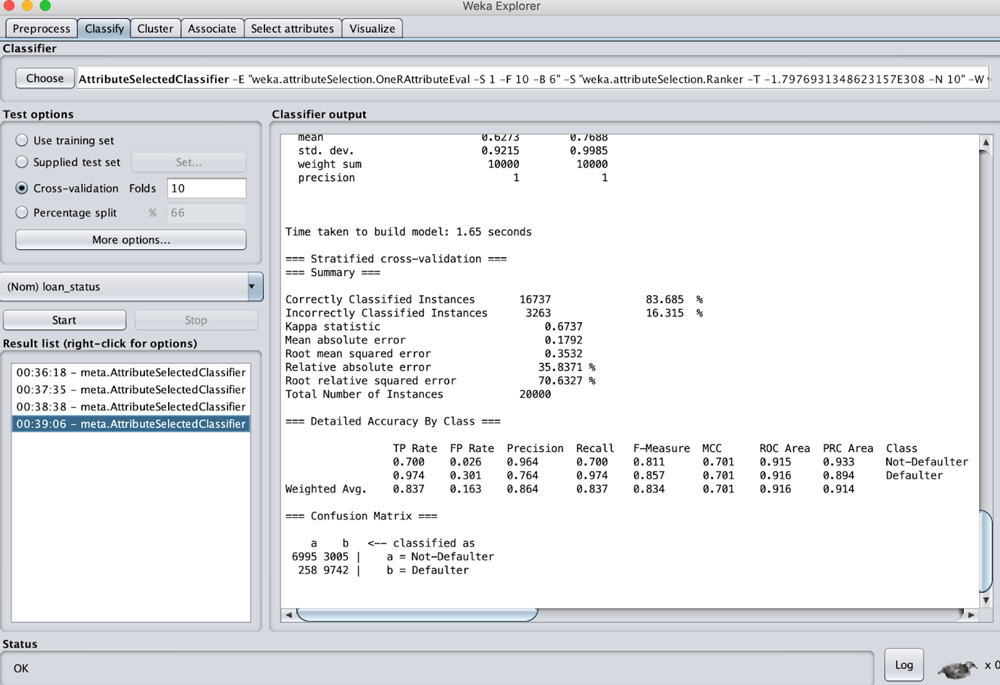 Weka Explorer
Preprocess Classify Cluster Associate Select attributes Visualize
Classifier
Choose AttributeSelectedClassifier -E "weka.attributeSelection.OneRAttributeEval -S 1 -F 10 -B 6" -S "weka.attributeSelection.Ranker -T -1.7976931348623157E308 -N 10" -W
Test options
Use training set
Supplied test set Set...
Cross-validation Folds 10
Percentage split % 66
More options...
(Nom) loan_status
Start Stop
Result list (right-click for options)
00:36:18 - meta.AttributeSelectedClassifier
00:37:35 - meta.AttributeSelectedClassifier
00:38:38 - meta.AttributeSelectedClassifier
00:39:06 - meta.AttributeSelectedClassifier
Classifier output
mean 0.6273 0.7688
std. dev. 0.9215 0.9985
weight sum 10000 10000
precision 1 1
Time taken to build model: 1.65 seconds
=== Stratified cross-validation ===
=== Summary ===
Correctly Classified Instances 16737 83.685 %
Incorrectly Classified Instances 3263 16.315 %
Kappa statistic 0.6737
Mean absolute error 0.1792
Root mean squared error 0.3532
Relative absolute error 35.8371 %
Root relative squared error 70.6327 %
Total Number of Instances 20000
=== Detailed Accuracy By Class ===
TP Rate FP Rate Precision Recall F-Measure MCC ROC Area PRC Area Class
0.700 0.026 0.964 0.700 0.811 0.701 0.915 0.933 Not-Defaulter
0.974 0.301 0.764 0.974 0.857 0.701 0.916 0.894 Defaulter
Weighted Avg. 0.837 0.163 0.864 0.837 0.834 0.701 0.916 0.914
=== Confusion Matrix ===
a b <-- classified as
6995 3005 | a = Not-Defaulter
258 9742 | b = Defaulter
Status
OK
Log x 0